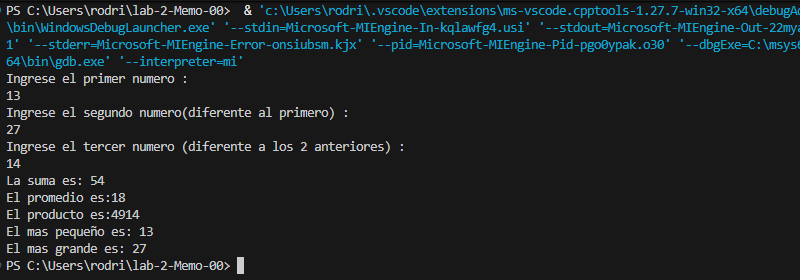 PS C:\Users\rodri\lab-2-Memo-00>  & 'c:\Users\rodri\.vscode\extensions\ms-vscode.cpptools-1.27.7-win32-x64\debugAd
\bin\WindowsDebugLauncher.exe' '--stdin=Microsoft-MIEngine-In-kqlawfg4.usi' '--stdout=Microsoft-MIEngine-Out-22mya
1' '--stderr=Microsoft-MIEngine-Error-onsiubsm.kjx' '--pid=Microsoft-MIEngine-Pid-pgo0ypak.o30' '--dbgExe=C:\msys6
64\bin\gdb.exe' '--interpreter=mi'
Ingrese el primer numero :
13
Ingrese el segundo numero(diferente al primero) :
27
Ingrese el tercer numero (diferente a los 2 anteriores) :
14
La suma es: 54
El promedio es:18
El producto es:4914
El mas pequeño es: 13
El mas grande es: 27
PS C:\Users\rodri\lab-2-Memo-00>